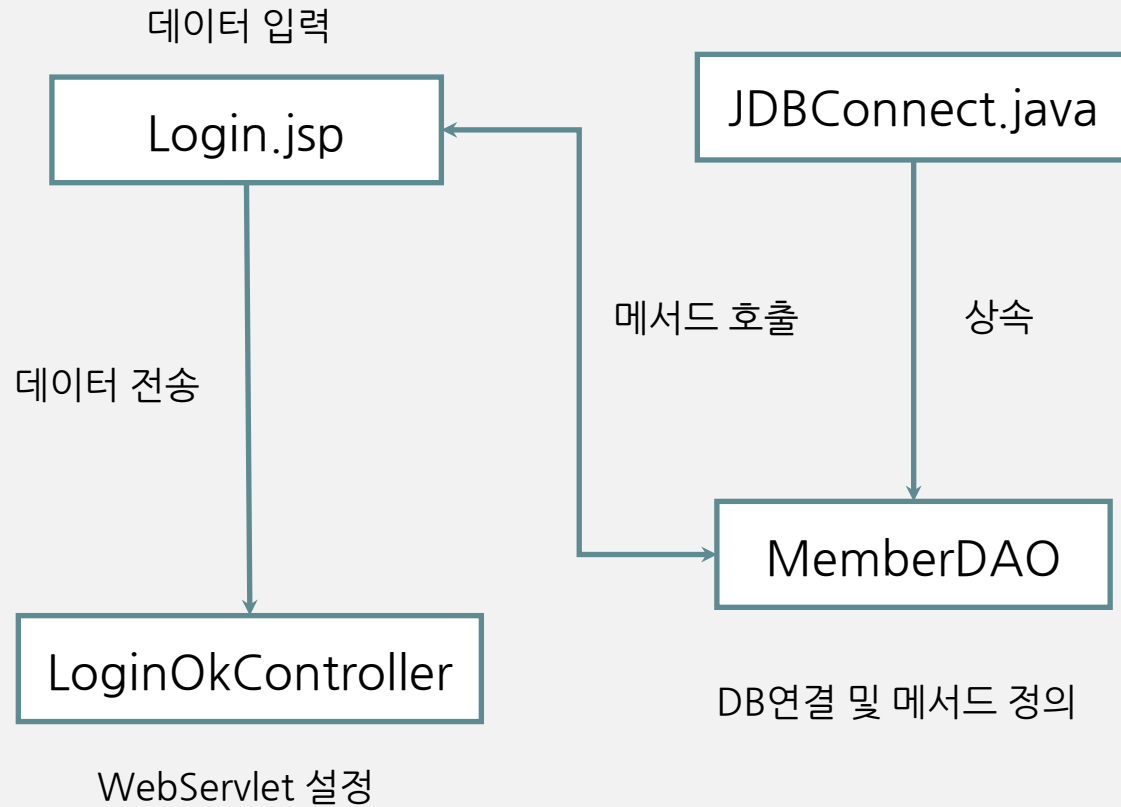 데이터 입력
Login.jsp
JDBConnect.java
메서드 호출
상속
데이터 전송
MemberDAO
LoginOkController
DB연결 및 메서드 정의
WebServlet 설정